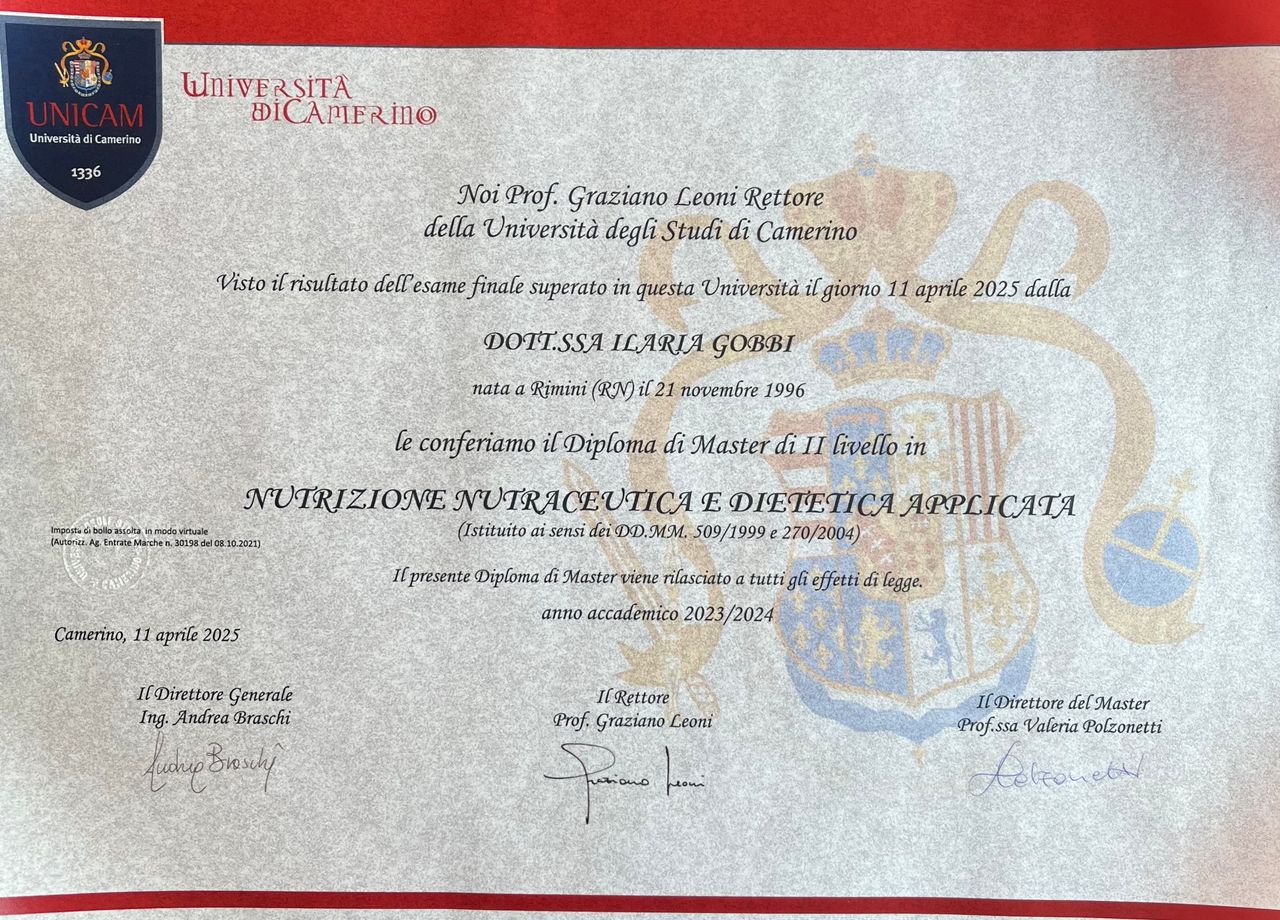 UNICAM
Università di Camerino
1336
Università
di Camerino
Noi Prof. Graziano Leoni Rettore
della Università degli Studi di Camerino
Visto il risultato dell'esame finale superato in questa Università il giorno 11 aprile 2025 dalla
DOTT.SSA ILARIA GOBBI
nata a Rimini (RN) il 21 novembre 1996
le conferiamo il Diploma di Master di II livello in
NUTRIZIONE NUTRACEUTICA E DIETETICA APPLICATA
(Istituito ai sensi dei DD.MM. 509/1999 e 270/2004)
Imposta di bollo assolta in modo virtuale
(Autorizz. Ag. Entrate Marche n. 30198 del 08.10.2021)
Il presente Diploma di Master viene rilasciato a tutti gli effetti di legge.
anno accademico 2023/2024
Camerino, 11 aprile 2025
Il Direttore Generale
Ing. Andrea Braschi
Andrea Braschi
Il Rettore
Prof. Graziano Leoni
Graziano Leoni
Il Direttore del Master
Prof.ssa Valeria Polzonetti
Polzonetti